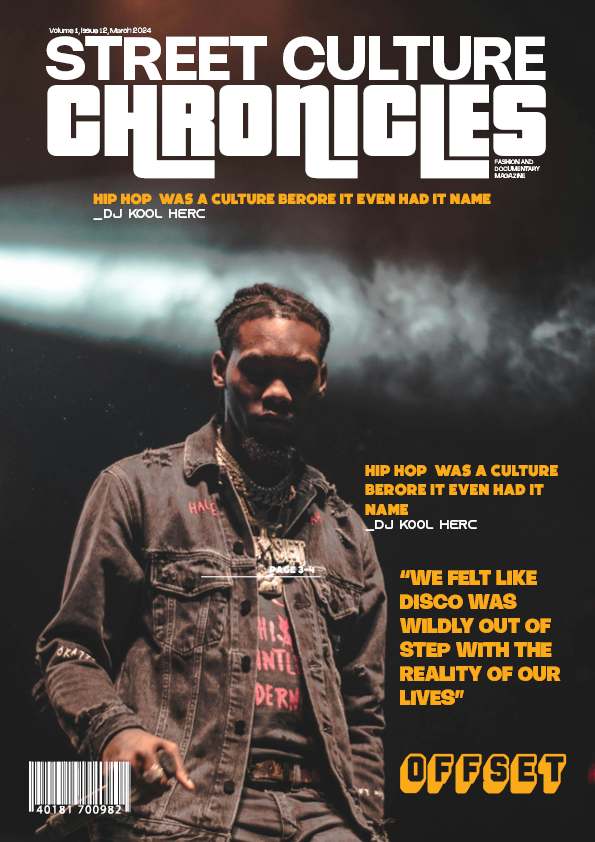 Volume 1, Issue 12, March 2024
STREET CULTURE
CHRONICLES
FASHION AND
DOCUMENTARY
MAGAZINE
HIP HOP WAS A CULTURE BERORE IT EVEN HAD IT NAME
_DJ KOOL HERC
HIP HOP WAS A CULTURE
BERORE IT EVEN HAD IT
NAME
_DJ KOOL HERC
PAGE 3-4
“WE FELT LIKE
DISCO WAS
WILDLY OUT OF
STEP WITH THE
REALITY OF OUR
LIVES”
OFFSET
40181 700982